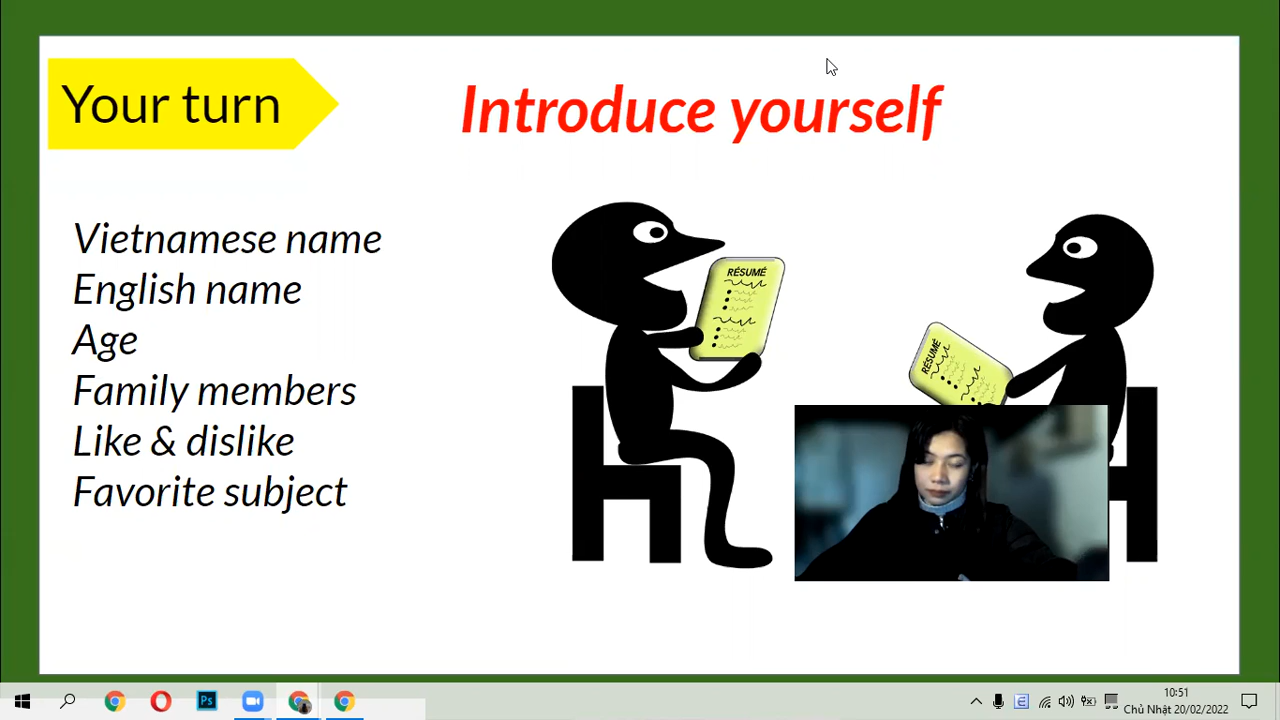 Your turn
Introduce yourself
Vietnamese name
English name
Age
Family members
Like & dislike
Favorite subject
RÉSUMÉ
RÉSUMÉ
Ps
E
10:51
Chủ Nhật 20/02/2022